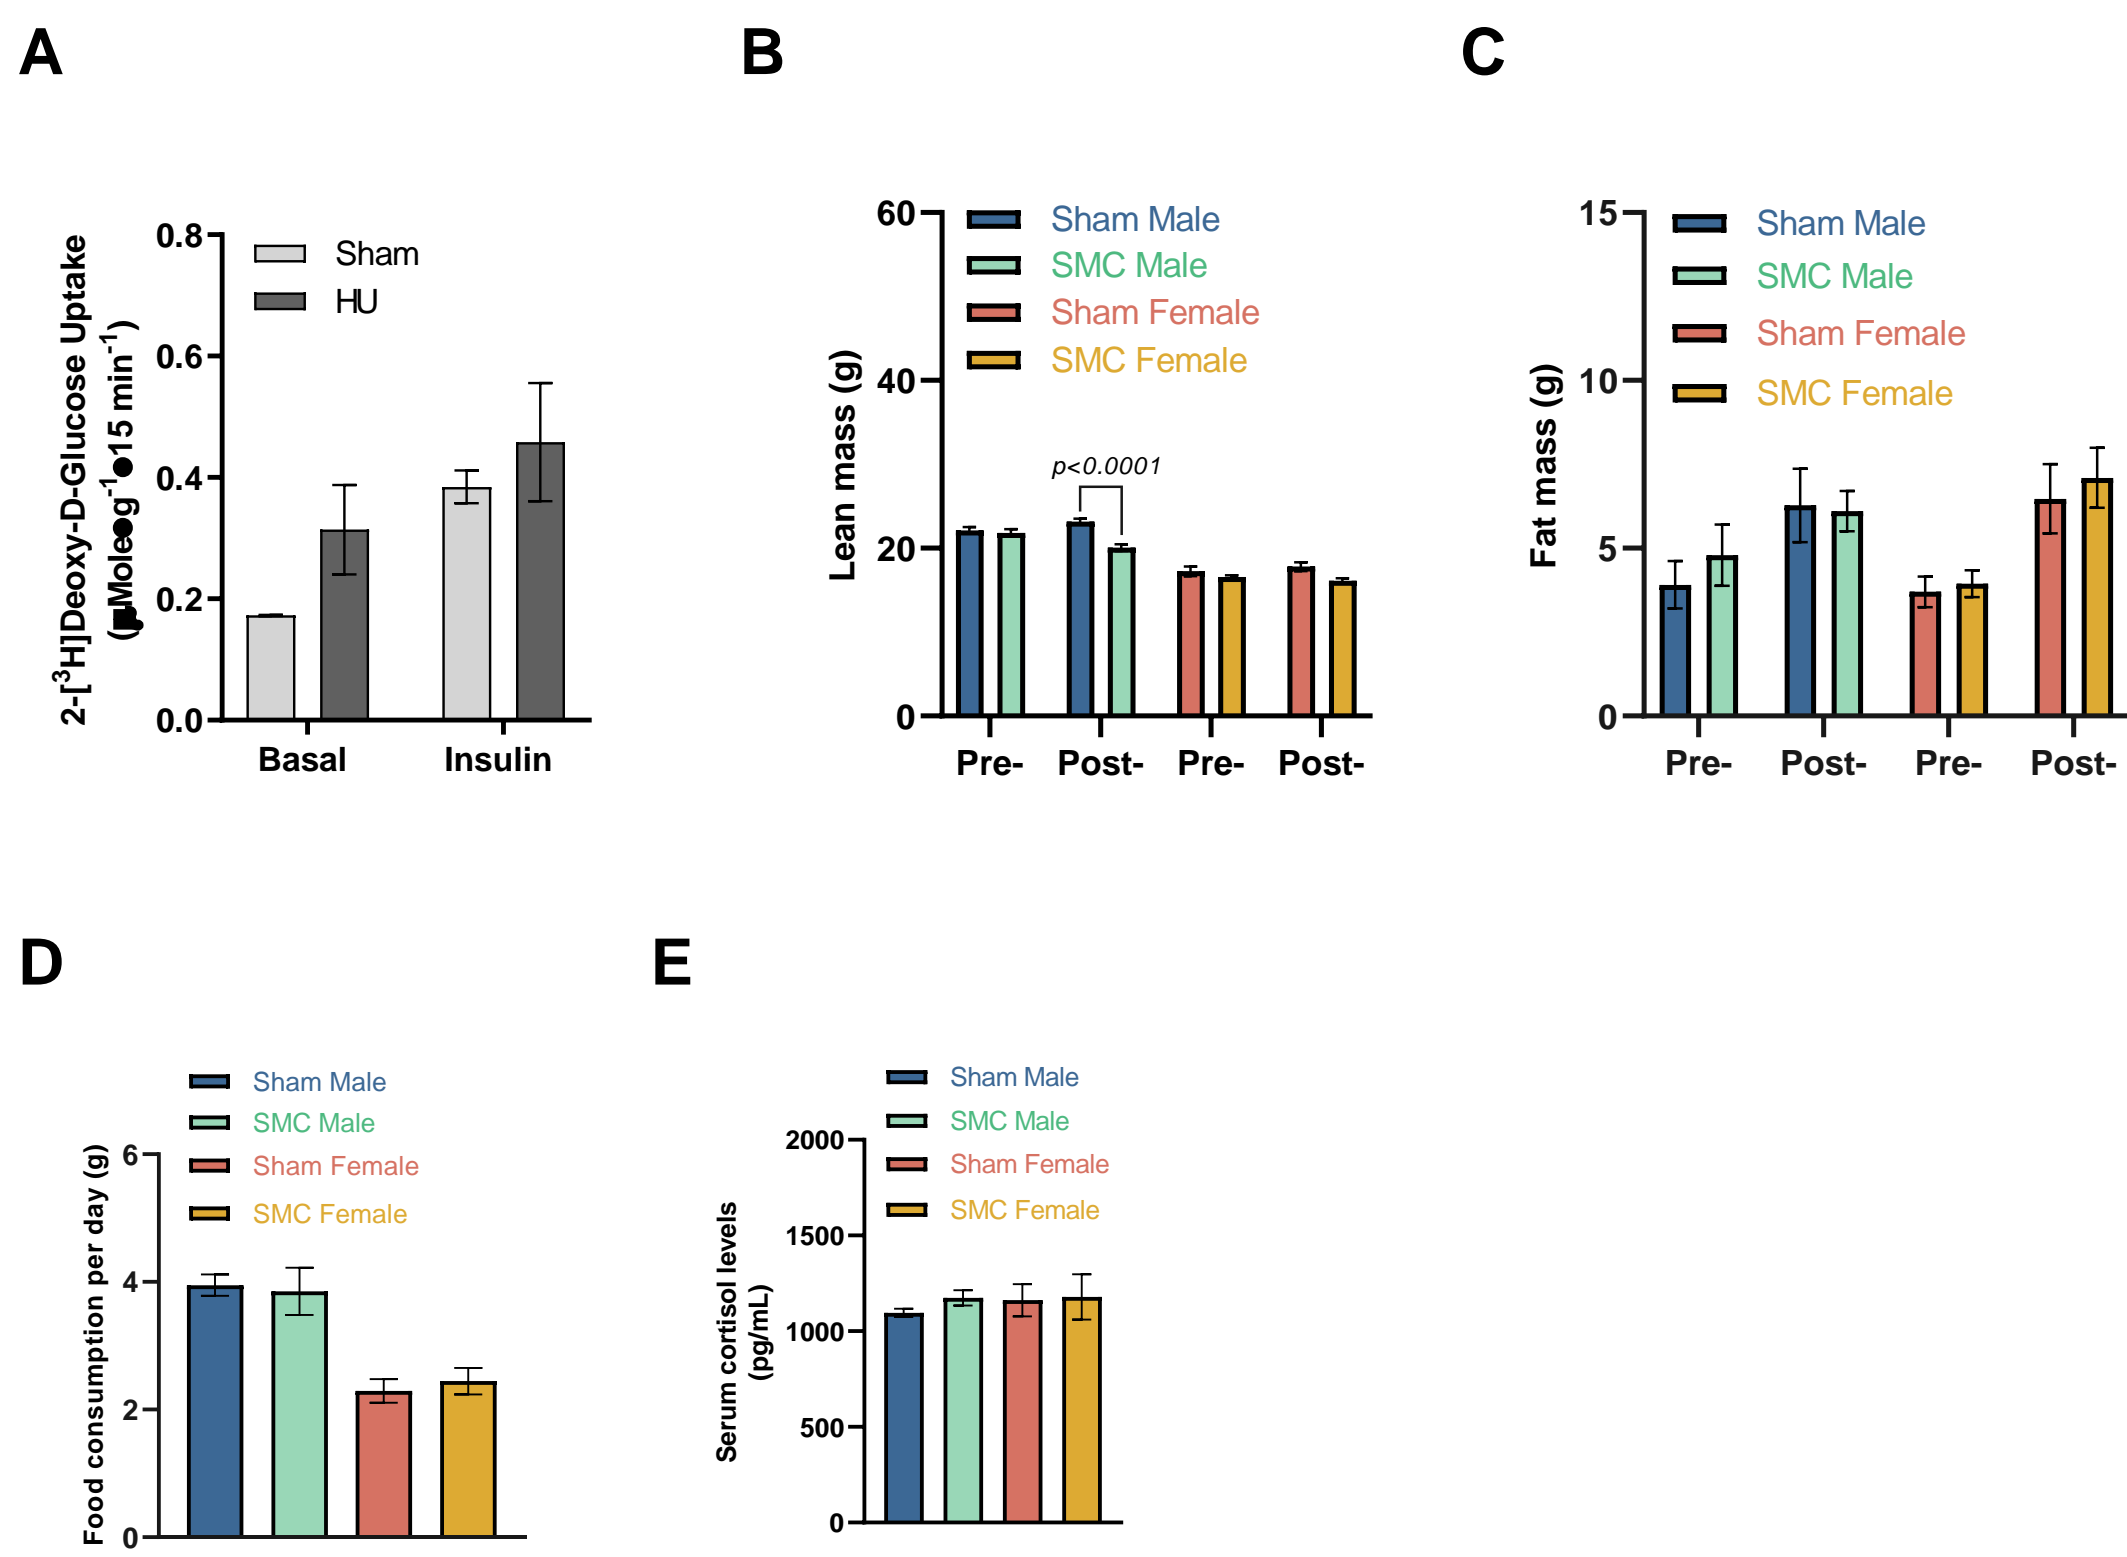 A
B
C
2-[³H]Deoxy-D-Glucose Uptake
(µMole●g⁻¹●15 min⁻¹)
0.8
0.6
0.4
0.2
0.0
Sham
HU
Basal
Insulin
Lean mass (g)
60
40
20
0
Sham Male
SMC Male
Sham Female
SMC Female
p<0.0001
Pre-
Post-
Pre-
Post-
Fat mass (g)
15
10
5
0
Sham Male
SMC Male
Sham Female
SMC Female
Pre-
Post-
Pre-
Post-
D
E
Food consumption per day (g)
6
4
2
0
Sham Male
SMC Male
Sham Female
SMC Female
Serum cortisol levels
(pg/mL)
2000
1500
1000
500
0
Sham Male
SMC Male
Sham Female
SMC Female